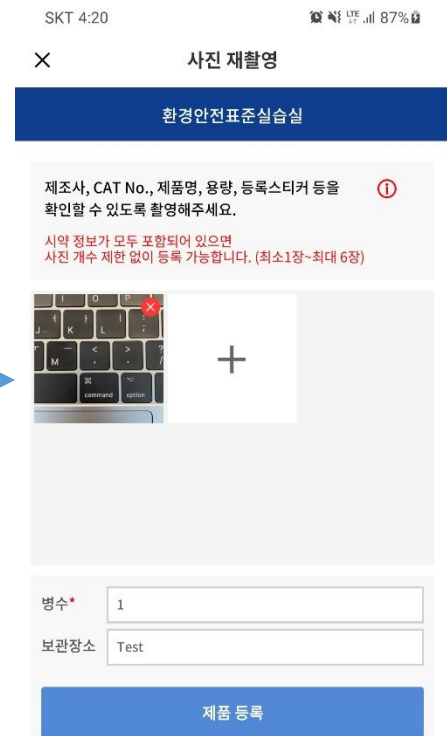 SKT 4:20 LTE 87%
사진 재촬영
환경안전표준실습실
제조사, CAT No., 제품명, 용량, 등록스티커 등을
확인할 수 있도록 촬영해주세요.
시약 정보가 모두 포함되어 있으면
사진 개수 제한 없이 등록 가능합니다. (최소1장~최대 6장)
I O P
J K L : ;
M < , > . ? /
⌘ ⌥
command option
병수* 1
보관장소 Test
제품 등록